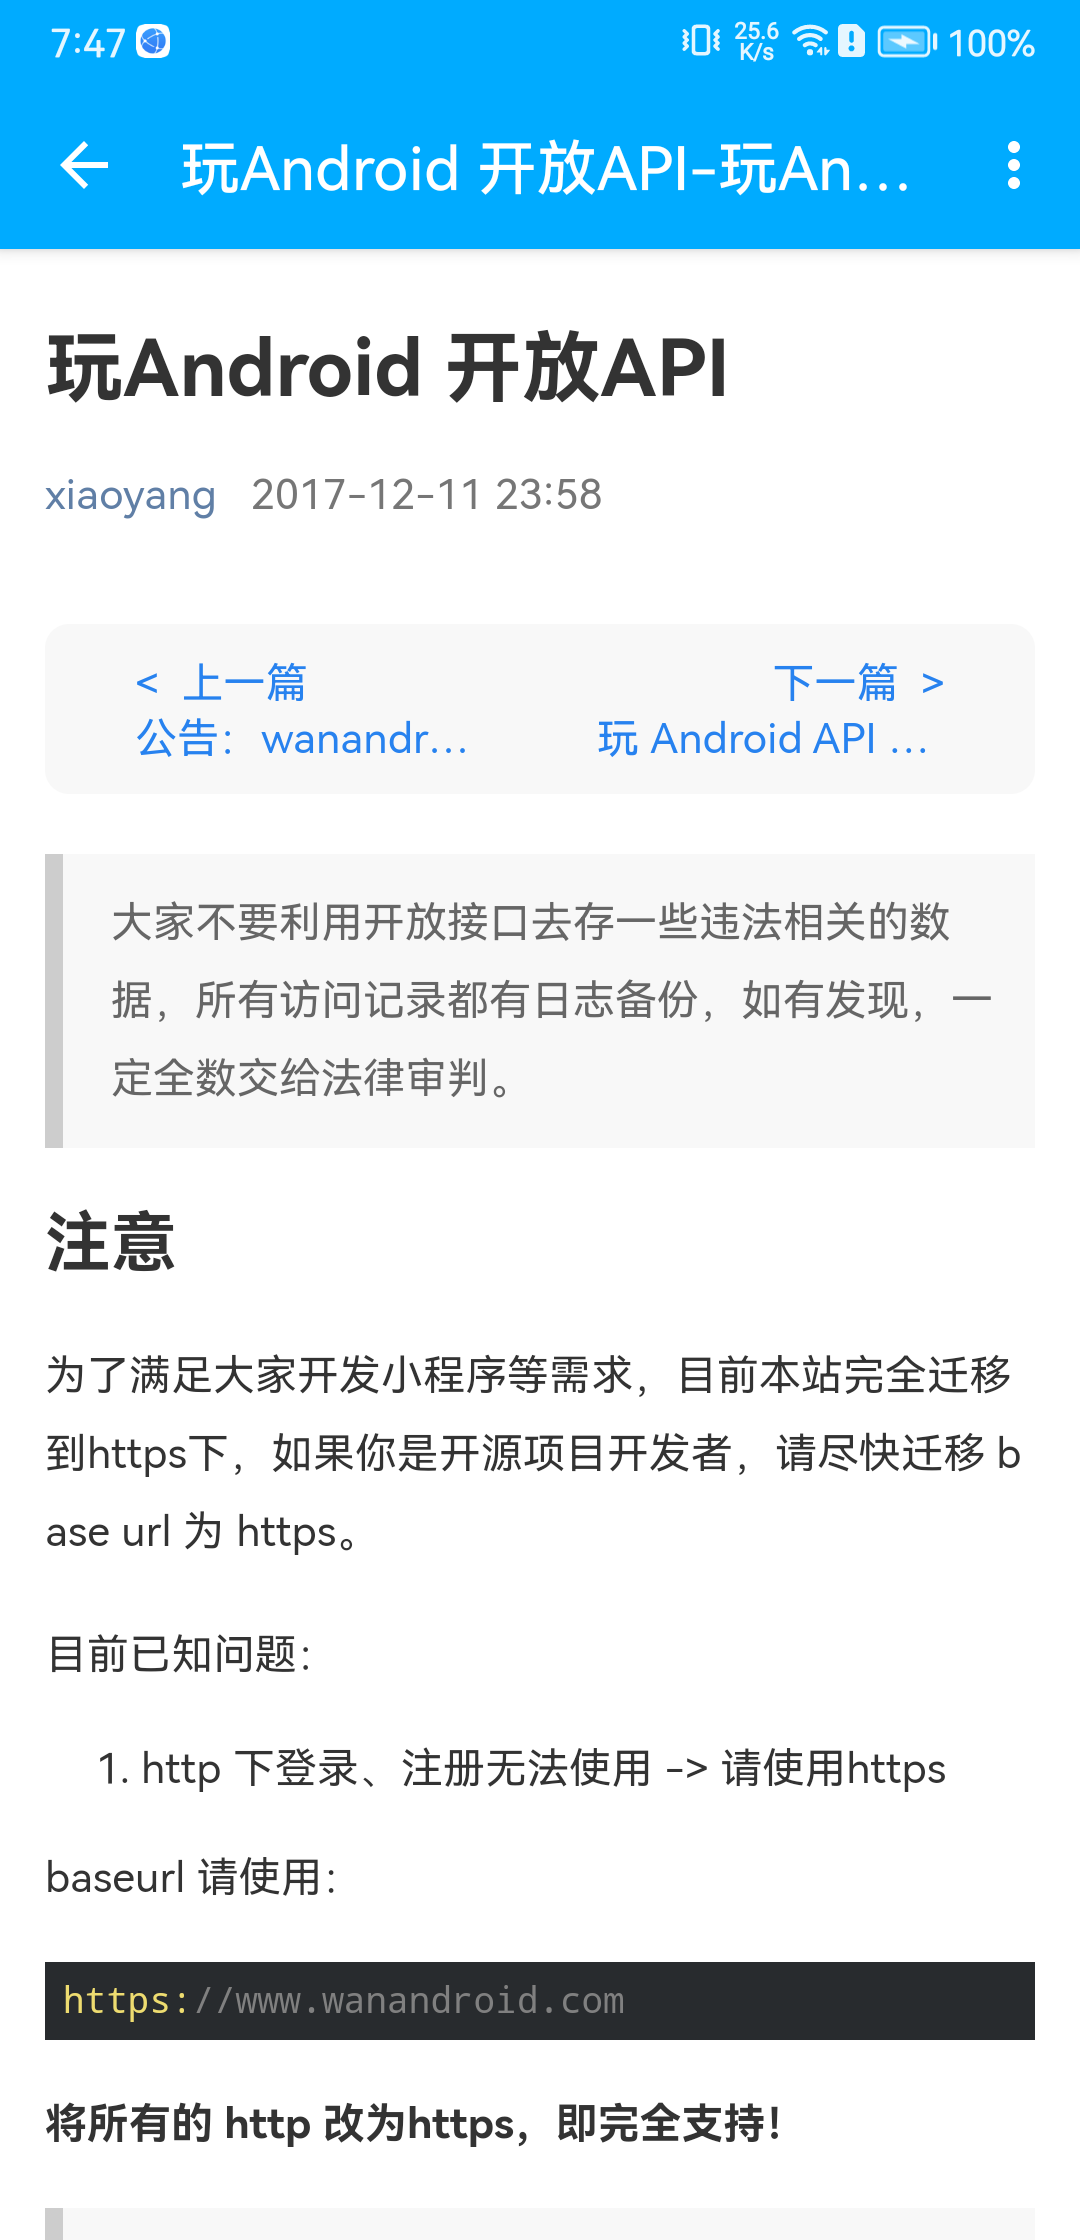 7:47
25.6
K/s
100%
玩Android 开放API-玩An...
玩Android 开放API
xiaoyang 2017-12-11 23:58
< 上一篇
下一篇 >
公告：wanandr...
玩 Android API ...
大家不要利用开放接口去存一些违法相关的数
据，所有访问记录都有日志备份，如有发现，一
定全数交给法律审判。
注意
为了满足大家开发小程序等需求，目前本站完全迁移
到https下，如果你是开源项目开发者，请尽快迁移 b
ase url 为 https。
目前已知问题：
1. http 下登录、注册无法使用 -> 请使用https
baseurl 请使用：
https://www.wanandroid.com
将所有的 http 改为https，即完全支持！